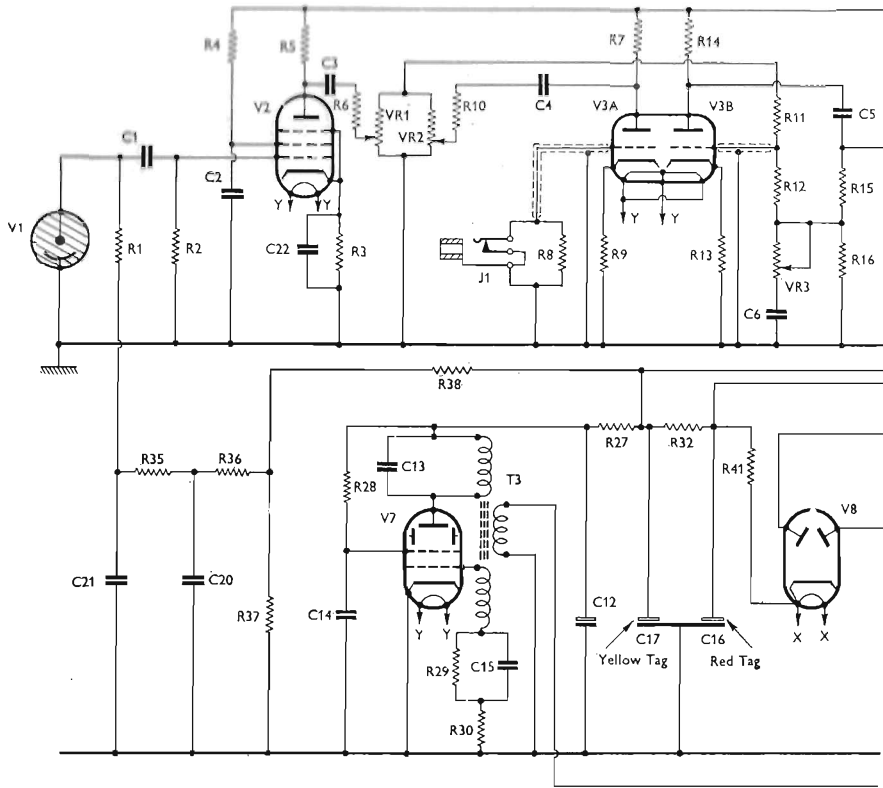 R4
R5
R7
R14
C3
V2
R6
VR1
VR2
R10
C4
V3A
V3B
R11
C5
C1
C2
Y Y
R12
R15
V1
R1
R2
C22
R3
J1
R8
R9
Y Y
R13
VR3
R16
C6
R38
R27
R32
R35
R36
R28
C13
T3
R41
V7
V8
C21
C20
R37
C14
Y Y
C12
C17
C16
X X
Yellow Tag
Red Tag
R29
C15
R30